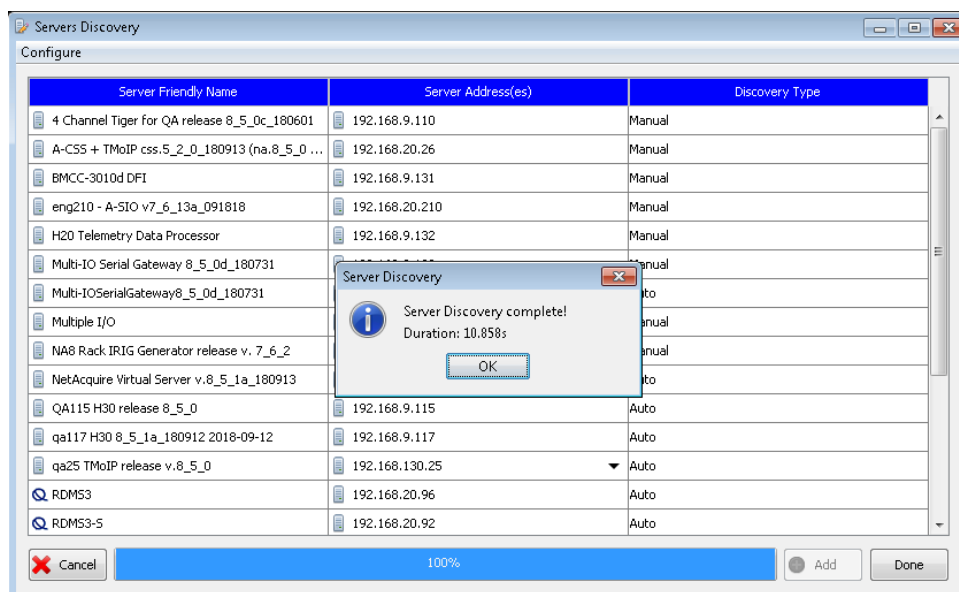 Servers Discovery
Configure
Server Friendly Name Server Address(es) Discovery Type
4 Channel Tiger for QA release 8_5_0c_180601 192.168.9.110 Manual
A-CSS + TMoIP css.5_2_0_180913 (na.8_5_0 ... 192.168.20.26 Manual
BMCC-3010d DFI 192.168.9.131 Manual
eng210 - A-SIO v7_6_13a_091818 192.168.20.210 Manual
H20 Telemetry Data Processor 192.168.9.132 Manual
Multi-IO Serial Gateway 8_5_0d_180731
Multi-IOSerialGateway8_5_0d_180731
Multiple I/O
NA8 Rack IRIG Generator release v. 7_6_2
NetAcquire Virtual Server v.8_5_1a_180913
Server Discovery
Server Discovery complete!
Duration: 10.858s
OK
QA115 H30 release 8_5_0 192.168.9.115 Auto
qa117 H30 8_5_1a_180912 2018-09-12 192.168.9.117 Auto
qa25 TMoIP release v.8_5_0 192.168.130.25 Auto
RDMS3 192.168.20.96 Auto
RDMS3-S 192.168.20.92 Auto
Cancel 100% Add Done